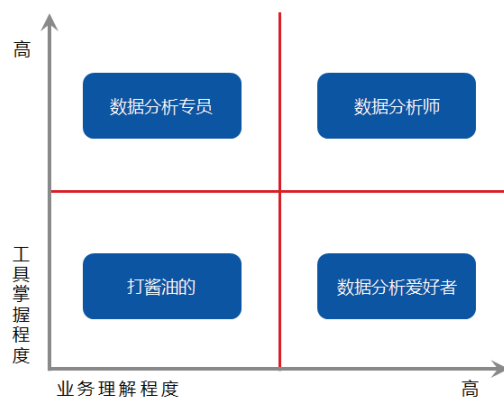 高
数据分析专员
数据分析师
工具掌握程度
打酱油的
数据分析爱好者
业务理解程度
高